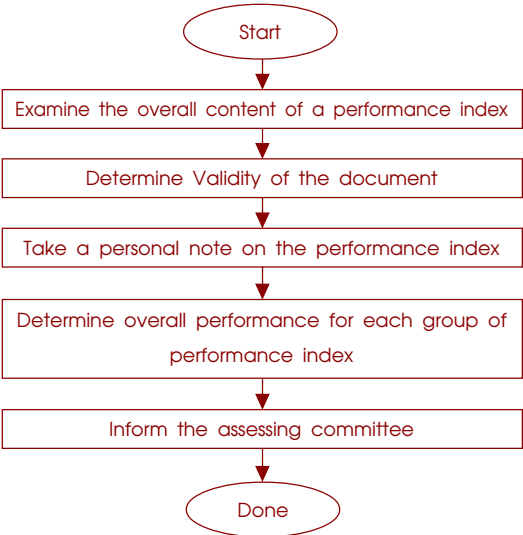 Start
Examine the overall content of a performance index
Determine Validity of the document
Take a personal note on the performance index
Determine overall performance for each group of
performance index
Inform the assessing committee
Done